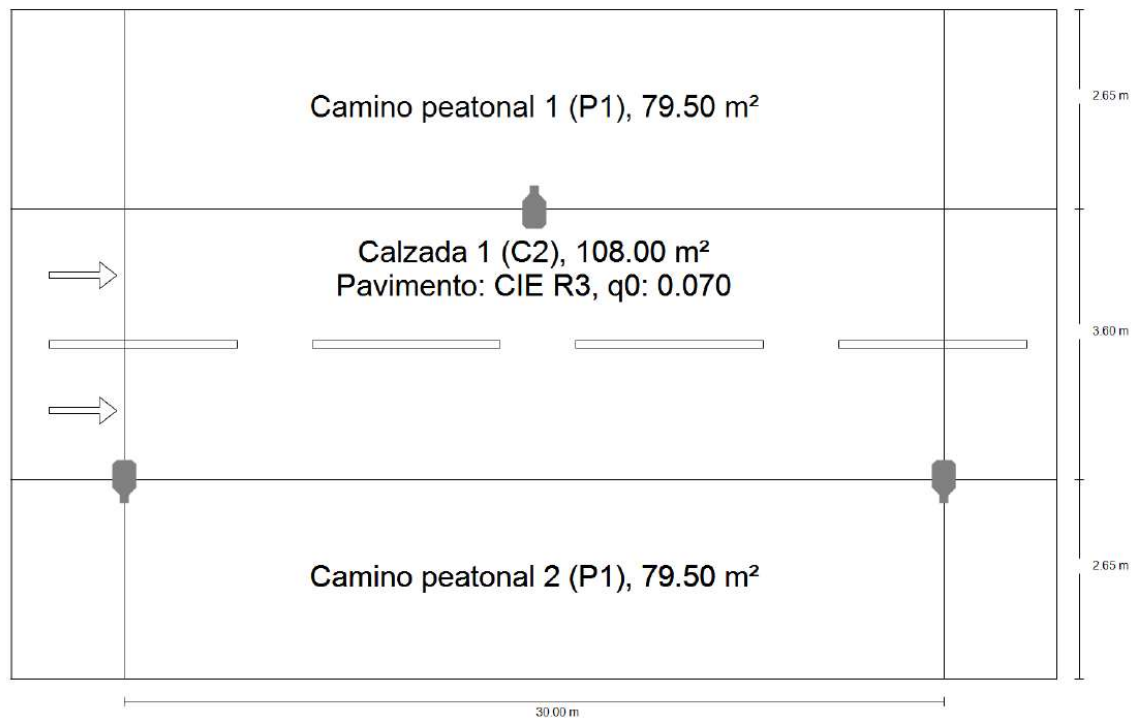 Camino peatonal 1 (P1), 79.50 m²
2.65 m
Calzada 1 (C2), 108.00 m²
Pavimento: CIE R3, q0: 0.070
3.60 m
Camino peatonal 2 (P1), 79.50 m²
2.65 m
30.00 m